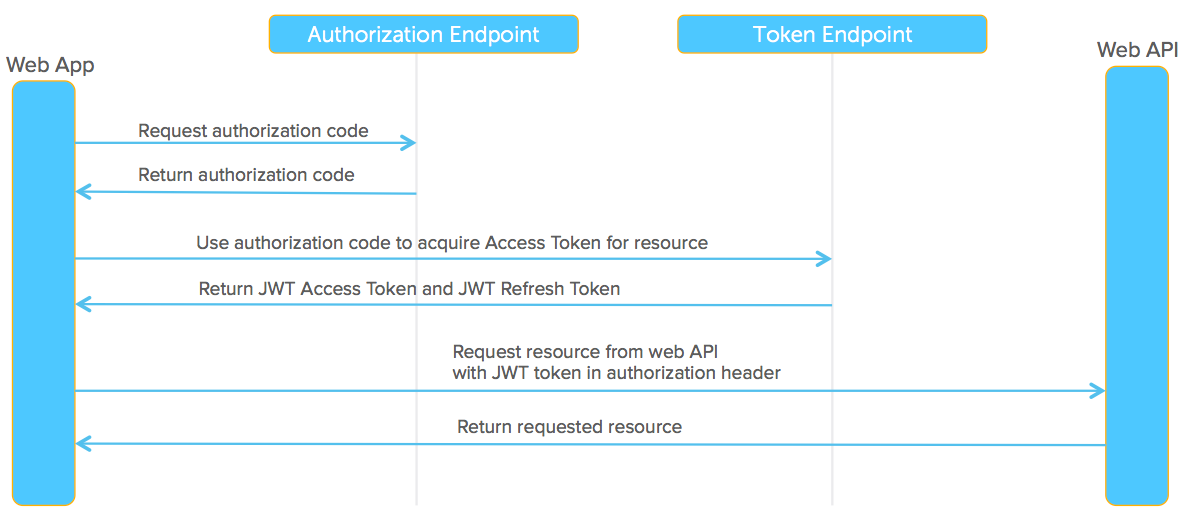 Authorization Endpoint
Token Endpoint
Web App
Web API
Request authorization code
Return authorization code
Use authorization code to acquire Access Token for resource
Return JWT Access Token and JWT Refresh Token
Request resource from web API
with JWT token in authorization header
Return requested resource